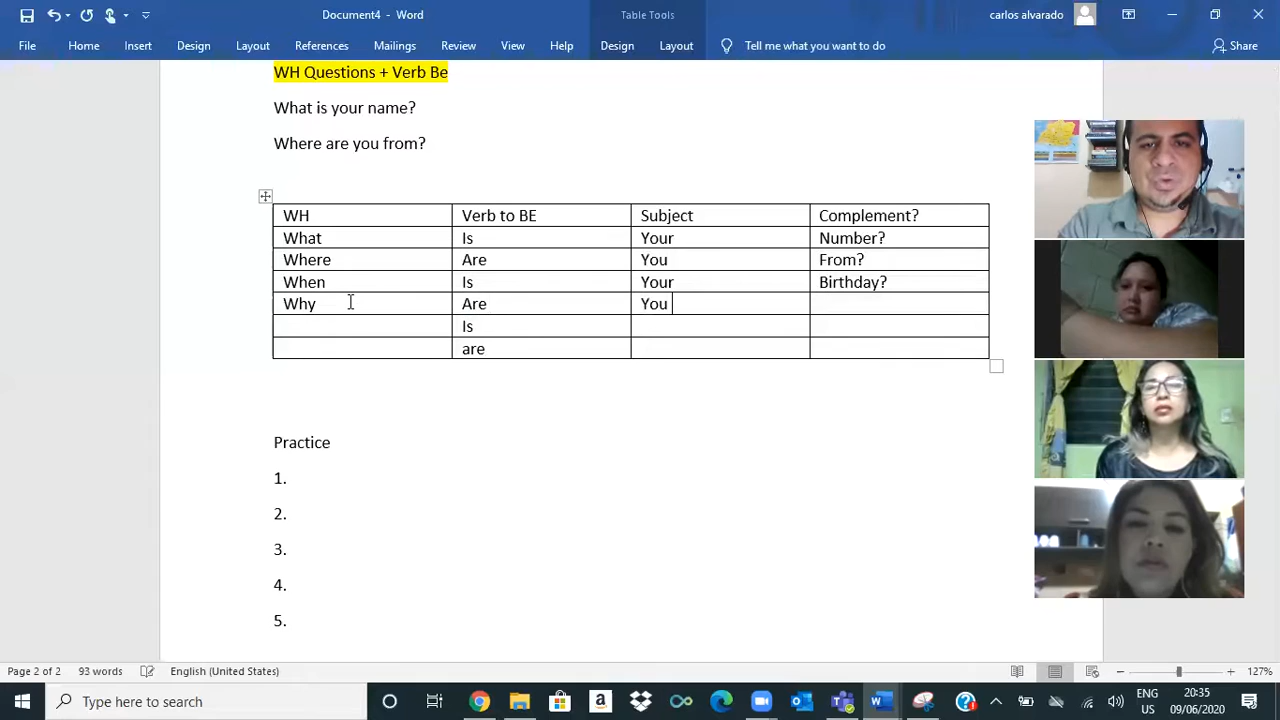 Document4 - Word
Table Tools
carlos alvarado
File Home Insert Design Layout References Mailings Review View Help Design Layout Tell me what you want to do Share
WH Questions + Verb Be
What is your name?
Where are you from?
WH Verb to BE Subject Complement?
What Is Your Number?
Where Are You From?
When Is Your Birthday?
Why Are You
Is
are
Practice
1.
2.
3.
4.
5.
Page 2 of 2 93 words English (United States) 127%
Type here to search
ENG 20:35
US 09/06/2020